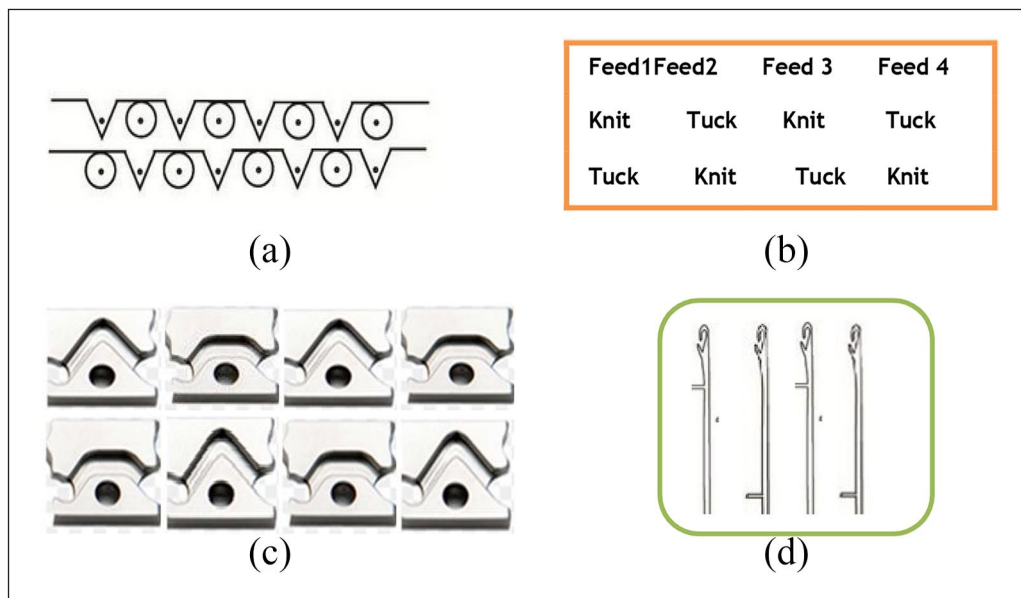 Feed1Feed2 Feed 3 Feed 4
Knit Tuck Knit Tuck
Tuck Knit Tuck Knit
(a)
(b)
(c)
(d)